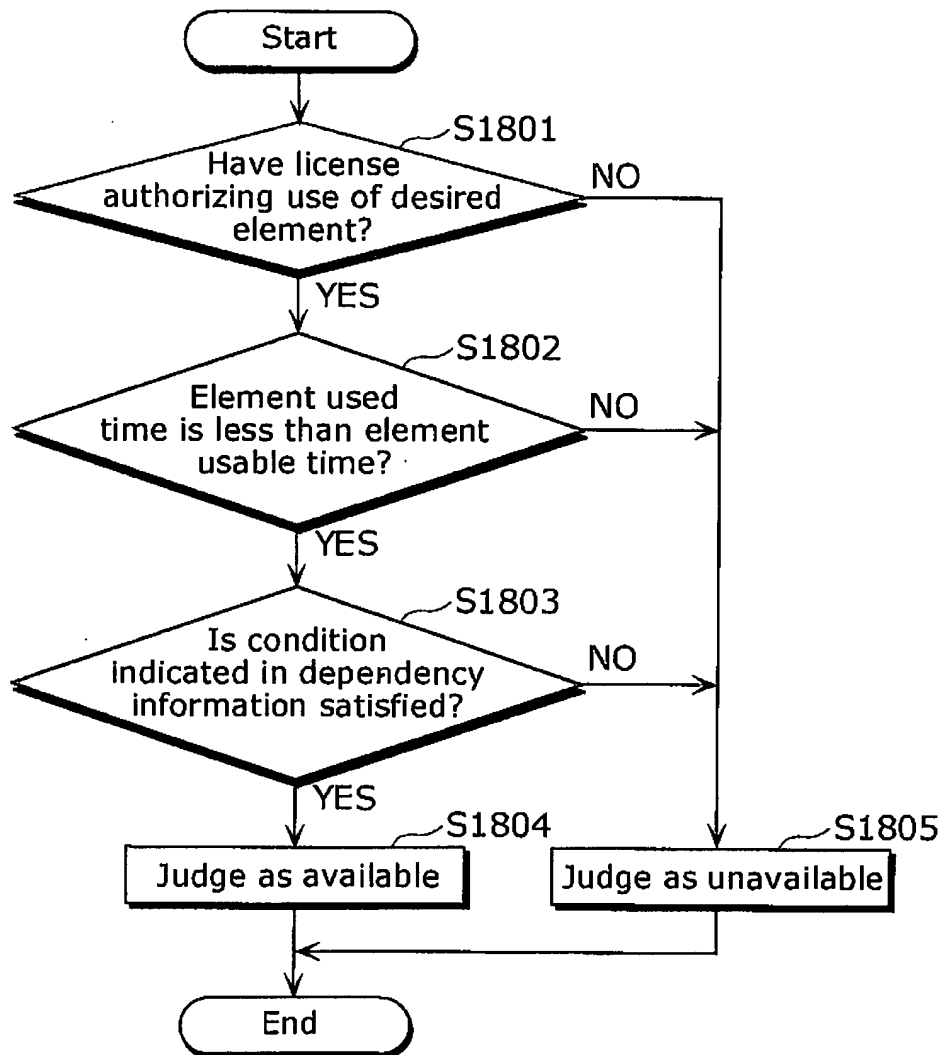 Start
S1801
Have license
authorizing use of desired
element?
NO
YES
S1802
Element used
time is less than element
usable time?
NO
YES
S1803
Is condition
indicated in dependency
information satisfied?
NO
YES
S1804
Judge as available
S1805
Judge as unavailable
End